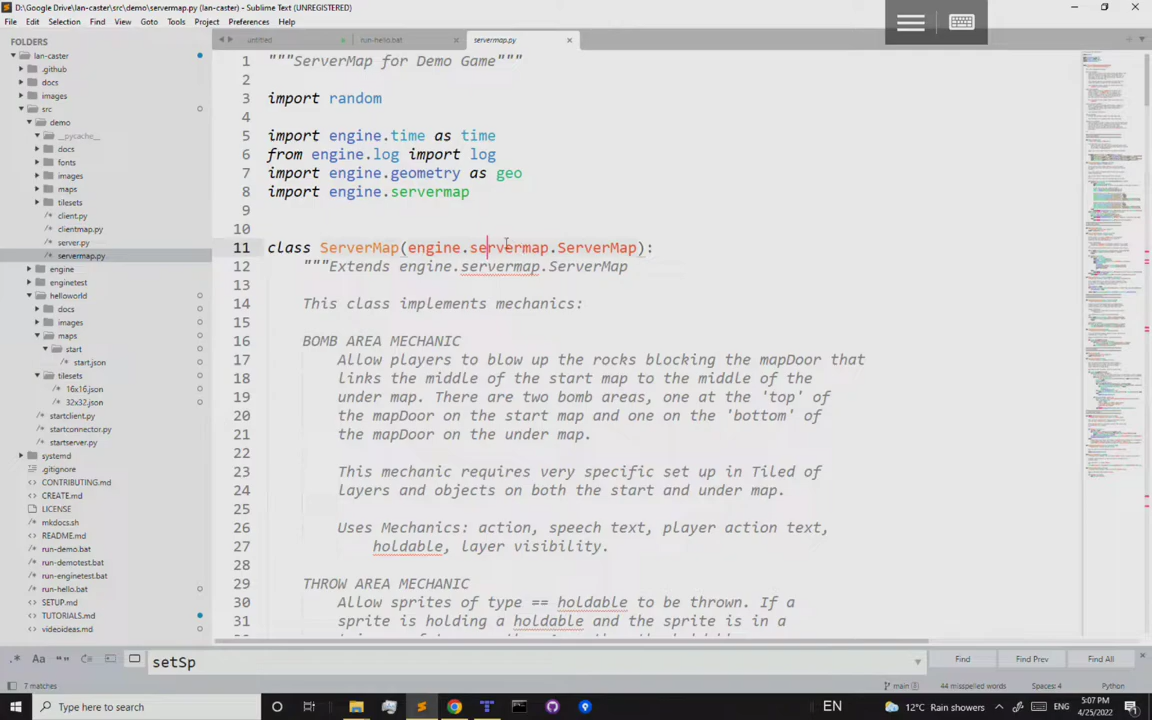 D:\Google Drive\lan-caster\src\demo\servermap.py (lan-caster) - Sublime Text (UNREGISTERED)
File Edit Selection Find View Goto Tools Project Preferences Help
FOLDERS
lan-caster
.github
docs
images
src
demo
__pycache__
docs
fonts
images
maps
tilesets
client.py
clientmap.py
server.py
servermap.py
engine
enginetest
helloworld
docs
images
maps
start
start.json
tilesets
16x16.json
32x32.json
startclient.py
startconnector.py
startserver.py
systemd
.gitignore
CONTRIBUTING.md
CREATE.md
LICENSE
mkdocs.sh
README.md
run-demo.bat
run-demotest.bat
run-enginetest.bat
run-hello.bat
SETUP.md
TUTORIALS.md
videoideas.md
untitled run-hello.bat servermap.py
1 """ServerMap for Demo Game"""
2
3 import random
4
5 import engine.time as time
6 from engine.log import log
7 import engine.geometry as geo
8 import engine.servermap
9
10
11 class ServerMap(engine.servermap.ServerMap):
12 """Extends engine.servermap.ServerMap
13
14 This class implements mechanics:
15
16 BOMB AREA MECHANIC
17 Allow players to blow up the rocks blocking the mapDoor that
18 links the middle of the start map to the middle of the
19 under map. There are two bomb areas, one at the 'top' of
20 the mapDoor on the start map and one on the 'bottom' of
21 the mapDoor on the under map.
22
23 This mechanic requires very specific set up in Tiled of
24 layers and objects on both the start and under map.
25
26 Uses Mechanics: action, speech text, player action text,
27 holdable, layer visibility.
28
29 THROW AREA MECHANIC
30 Allow sprites of type == holdable to be thrown. If a
31 sprite is holding a holdable and the sprite is in a
setSp
Find Find Prev Find All
7 matches
main 44 misspelled words Spaces: 4 Python
Type here to search
EN 12°C Rain showers ENG 5:07 PM
4/25/2022